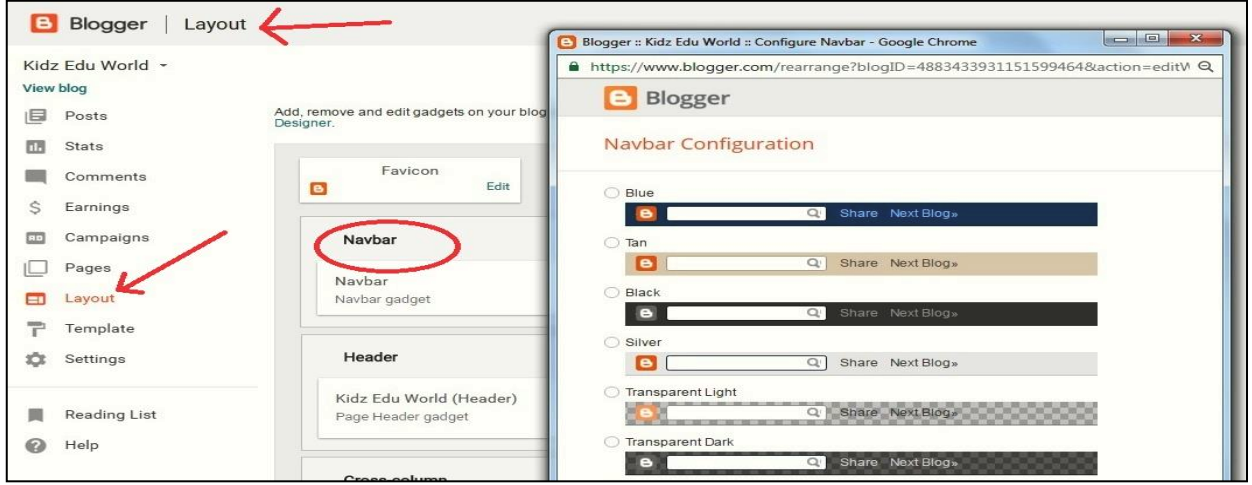 Blogger | Layout
Kidz Edu World
View blog
Posts
Stats
Comments
Earnings
Campaigns
Pages
Layout
Template
Settings
Reading List
Help
Add, remove and edit gadgets on your blog
Designer.
Favicon
Edit
Navbar
Navbar
Navbar gadget
Header
Kidz Edu World (Header)
Page Header gadget
Cross-column
Blogger :: Kidz Edu World :: Configure Navbar - Google Chrome
https://www.blogger.com/rearrange?blogID=4883433931151599464&action=editW
Blogger
Navbar Configuration
Blue
Share Next Blog»
Tan
Share Next Blog»
Black
Share Next Blog»
Silver
Share Next Blog»
Transparent Light
Share Next Blog»
Transparent Dark
Share Next Blog»